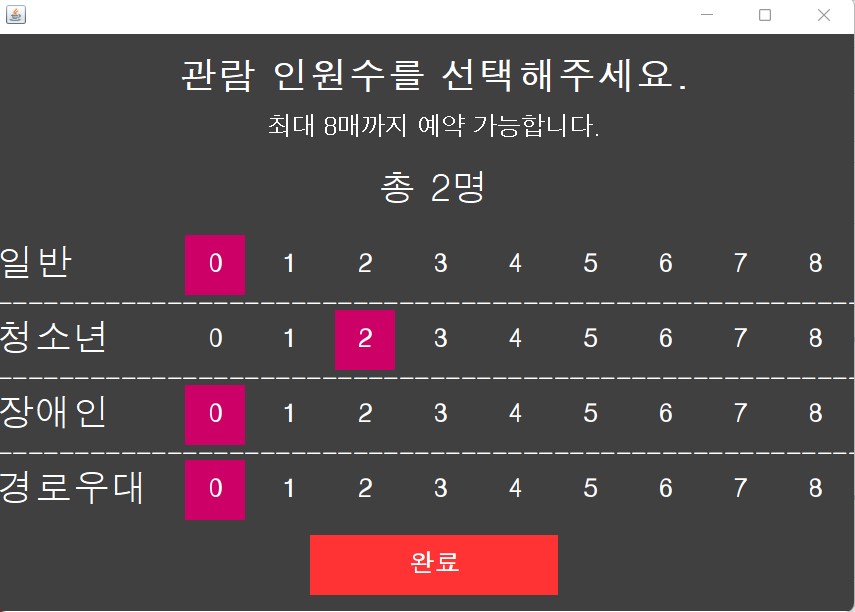 관람 인원수를 선택해주세요.
최대 8매까지 예약 가능합니다.
총 2명
일반 0 1 2 3 4 5 6 7 8
청소년 0 1 2 3 4 5 6 7 8
장애인 0 1 2 3 4 5 6 7 8
경로우대 0 1 2 3 4 5 6 7 8
완료